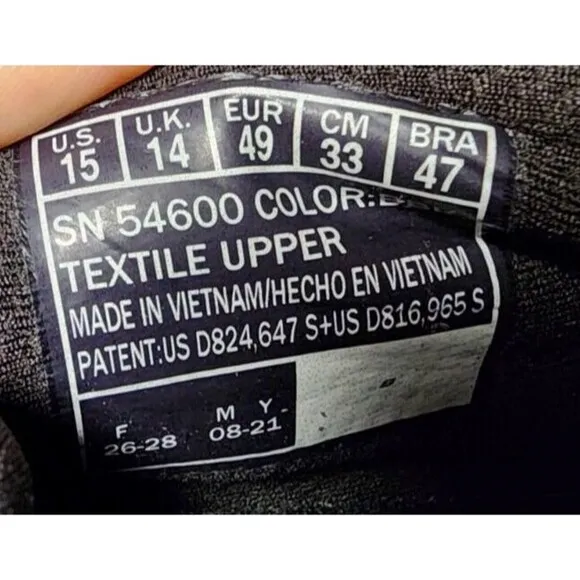 U.S. U.K. EUR CM BRA
15 14 49 33 47
SN 54600 COLOR:
TEXTILE UPPER
MADE IN VIETNAM/HECHO EN VIETNAM
PATENT:US D824,647 S+US D816,965 S
F M Y
26-28 08-21